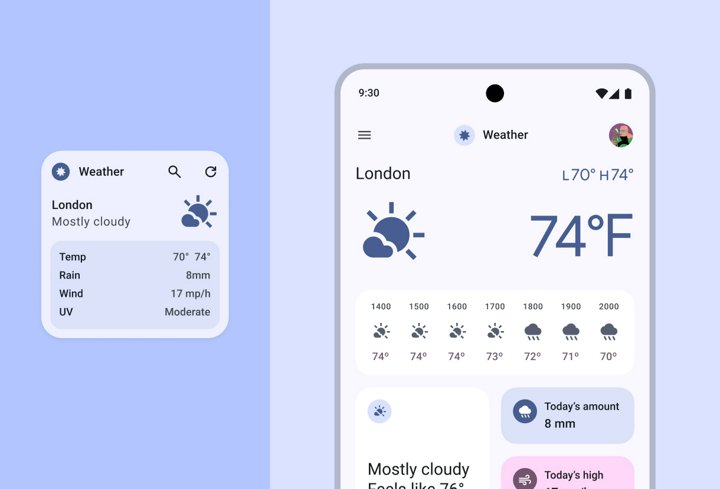 Weather
London
Mostly cloudy
Temp 70° 74°
Rain 8mm
Wind 17 mp/h
UV Moderate
9:30
Weather
London L70° H74°
74°F
1400 1500 1600 1700 1800 1900 2000
74° 74° 74° 73° 72° 71° 70°
Today's amount
8 mm
Mostly cloudy
Feels like 76°
Today's high